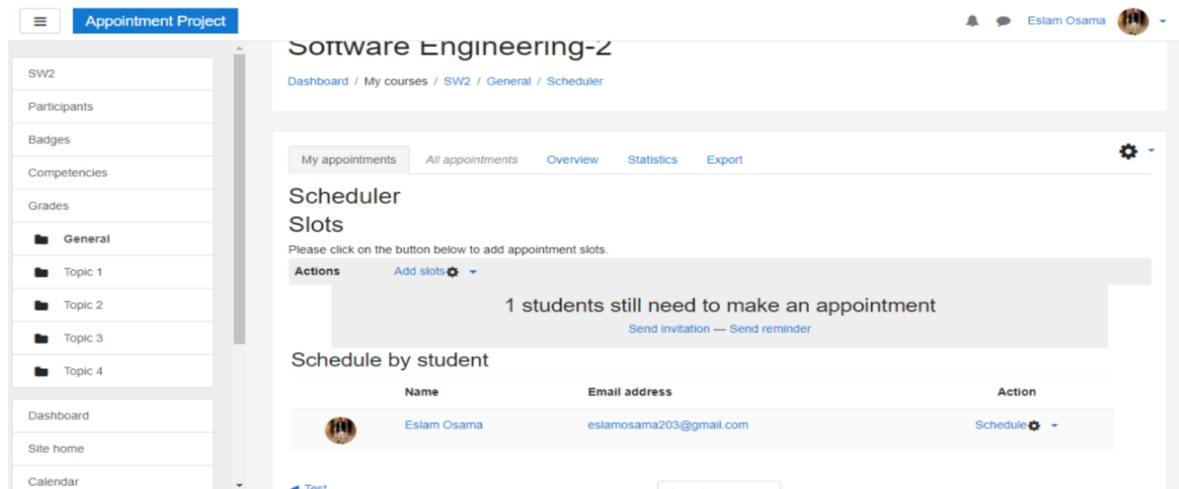 Appointment Project
Eslam Osama
SW2
Participants
Badges
Competencies
Grades
General
Topic 1
Topic 2
Topic 3
Topic 4
Dashboard
Site home
Calendar
Software Engineering-2
Dashboard / My courses / SW2 / General / Scheduler
My appointments All appointments Overview Statistics Export
Scheduler
Slots
Please click on the button below to add appointment slots.
Actions Add slots
1 students still need to make an appointment
Send invitation — Send reminder
Schedule by student
Name Email address Action
Eslam Osama eslamosama203@gmail.com Schedule
◀ Test